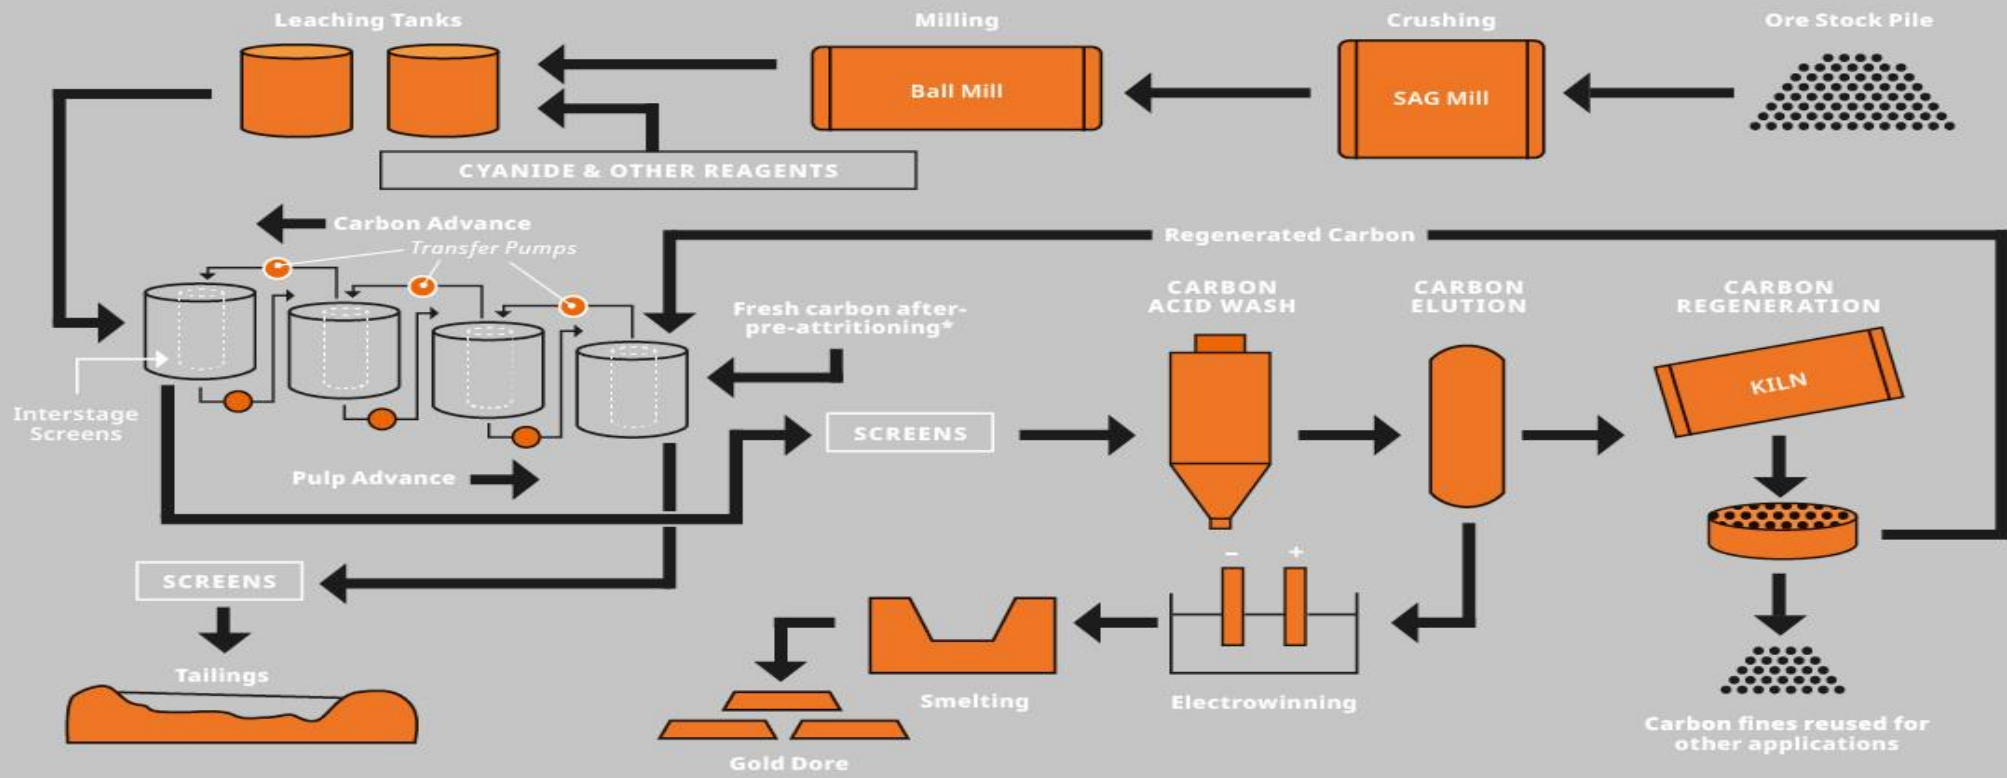 Leaching Tanks
Milling
Crushing
Ore Stock Pile
Ball Mill
SAG Mill
CYANIDE & OTHER REAGENTS
Carbon Advance
Transfer Pumps
Regenerated Carbon
Fresh carbon after-
pre-attritioning*
CARBON
ACID WASH
CARBON
ELUTION
CARBON
REGENERATION
KILN
Interstage
Screens
SCREENS
Pulp Advance
SCREENS
Tailings
- +
Smelting
Electrowinning
Gold Dore
Carbon fines reused for
other applications